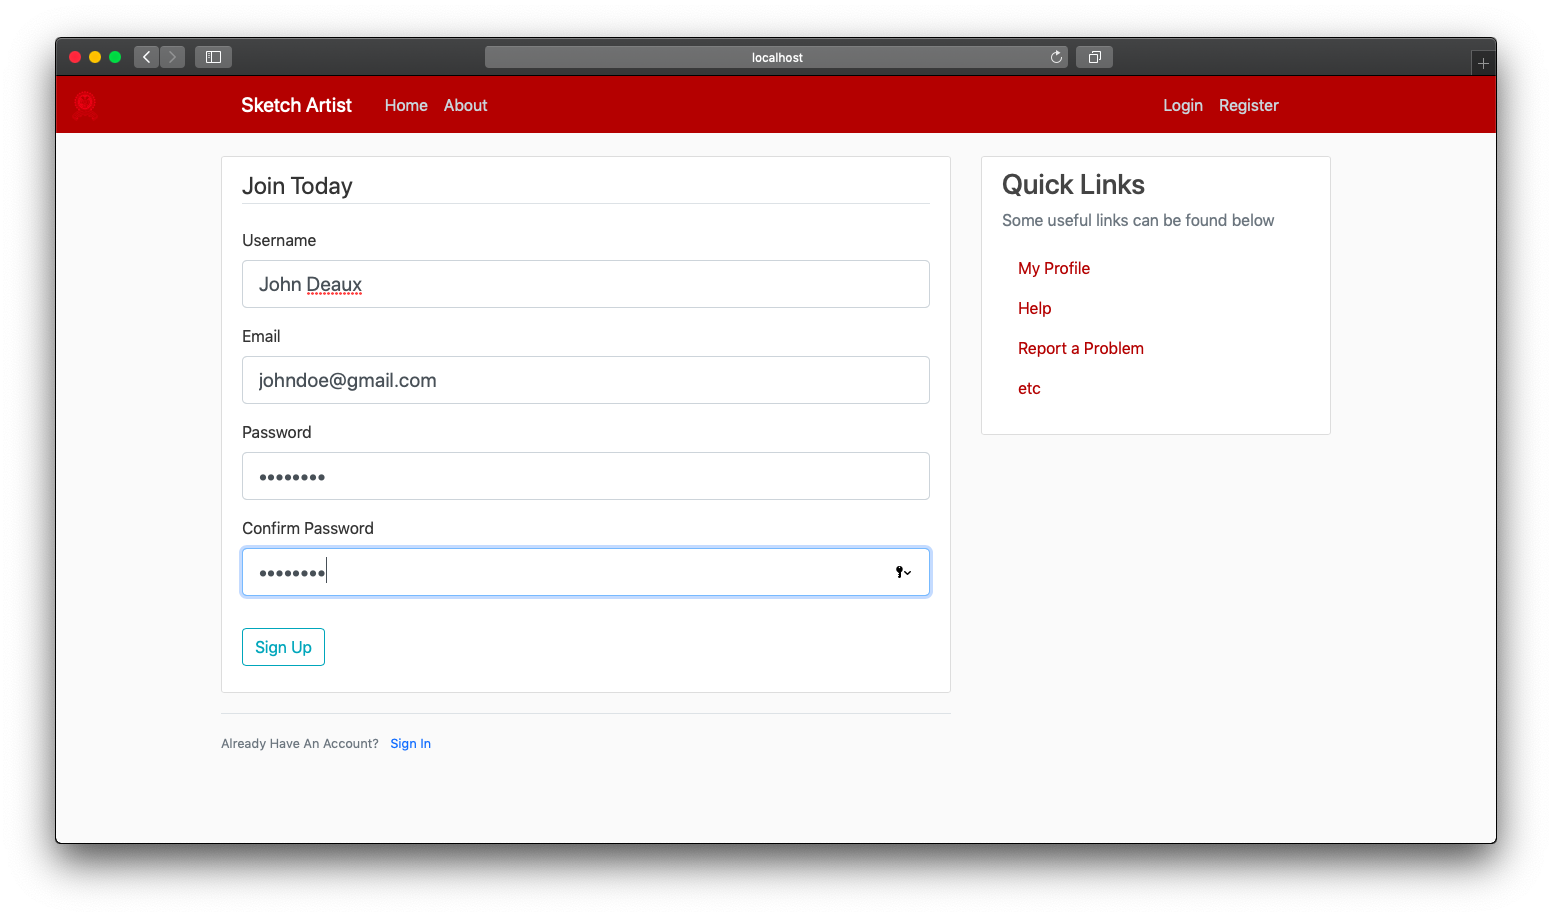 localhost
Sketch Artist Home About Login Register
Join Today
Username
John Deaux
Email
johndoe@gmail.com
Password
••••••••
Confirm Password
••••••••
Sign Up
Already Have An Account? Sign In
Quick Links
Some useful links can be found below
My Profile
Help
Report a Problem
etc